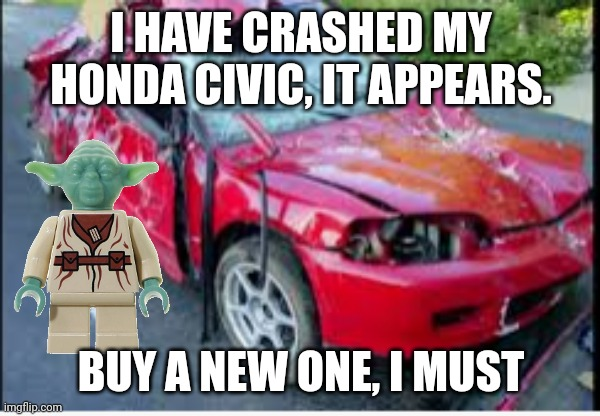 I HAVE CRASHED MY
HONDA CIVIC, IT APPEARS.
BUY A NEW ONE, I MUST
imgflip.com